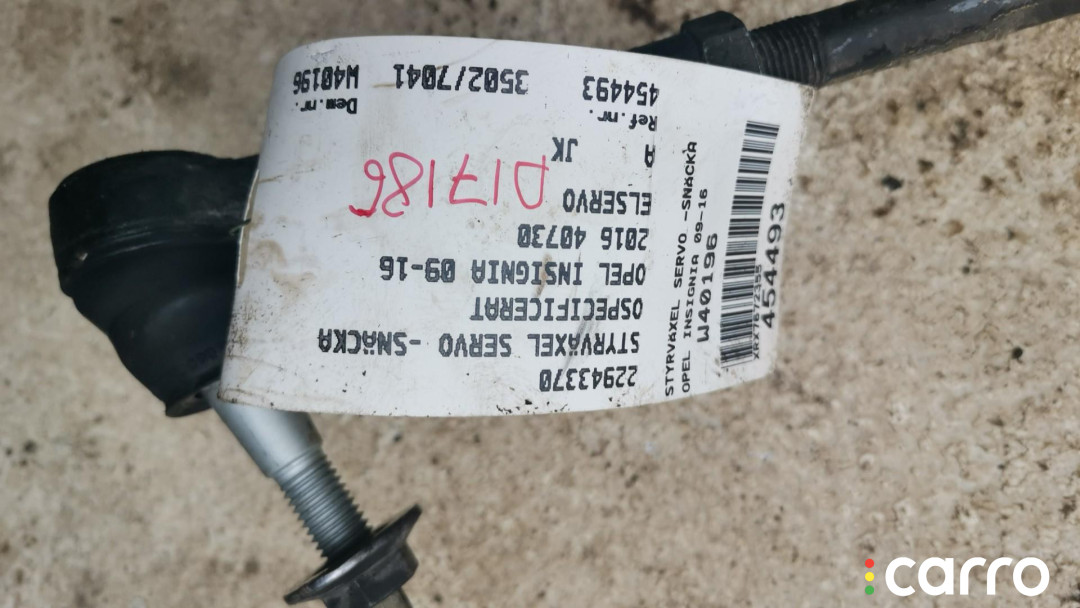 22943370
STYRVÄXEL SERVO -SNÄCKA
OSPECIFICERAT
OPEL INSIGNIA 09-16
2016 40730
ELSERVO
A JK
D17186
Ref.nr. Dem.nr.
454493 3502/7041 W40196
STYRVÄXEL SERVO -SNÄCKA
OPEL INSIGNIA 09-16
W40196
454493
carro